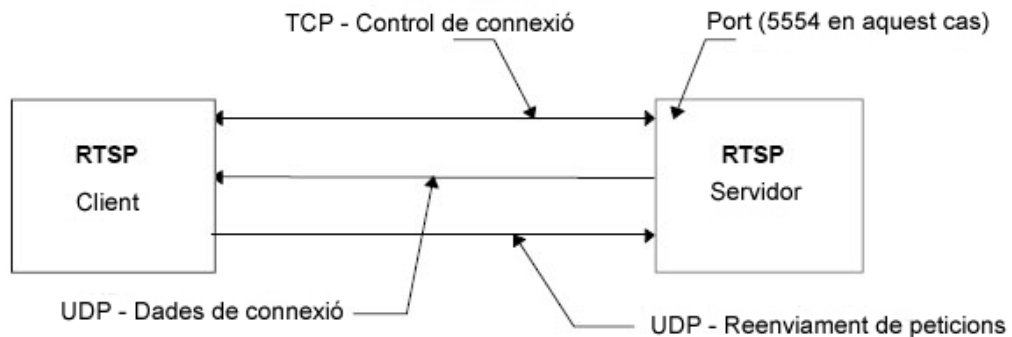 TCP - Control de connexió
Port (5554 en aquest cas)
RTSP
Client
RTSP
Servidor
UDP - Dades de connexió
UDP - Reenviament de peticions